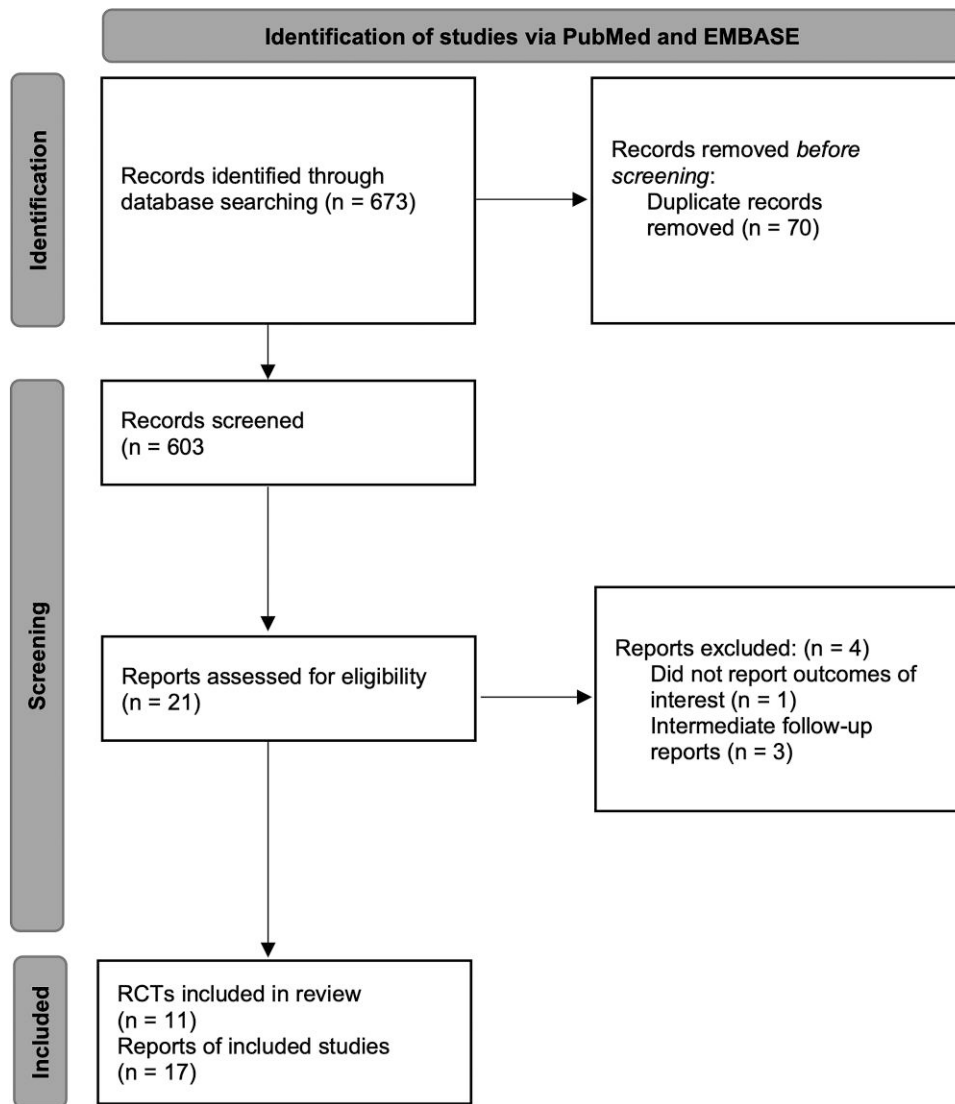 Identification of studies via PubMed and EMBASE
Identification
Records identified through
database searching (n = 673)
Records removed before
screening:
Duplicate records
removed (n = 70)
Screening
Records screened
(n = 603
Reports assessed for eligibility
(n = 21)
Reports excluded: (n = 4)
Did not report outcomes of
interest (n = 1)
Intermediate follow-up
reports (n = 3)
Included
RCTs included in review
(n = 11)
Reports of included studies
(n = 17)